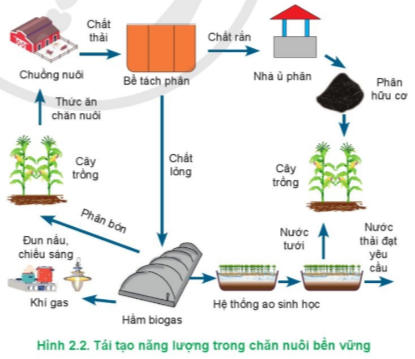 Chất
thải
Chất rắn
Chuồng nuôi
Bể tách phân
Nhà ủ phân
Phân
hữu cơ
Thức ăn
chăn nuôi
Chất
lỏng
Cây
trồng
Cây
trồng
Phân bón
Nước
tưới
Nước
thải đạt
yêu
cầu
Đun nấu,
chiếu sáng
Khí gas
Hầm biogas
Hệ thống ao sinh học
Hình 2.2. Tái tạo năng lượng trong chăn nuôi bền vững